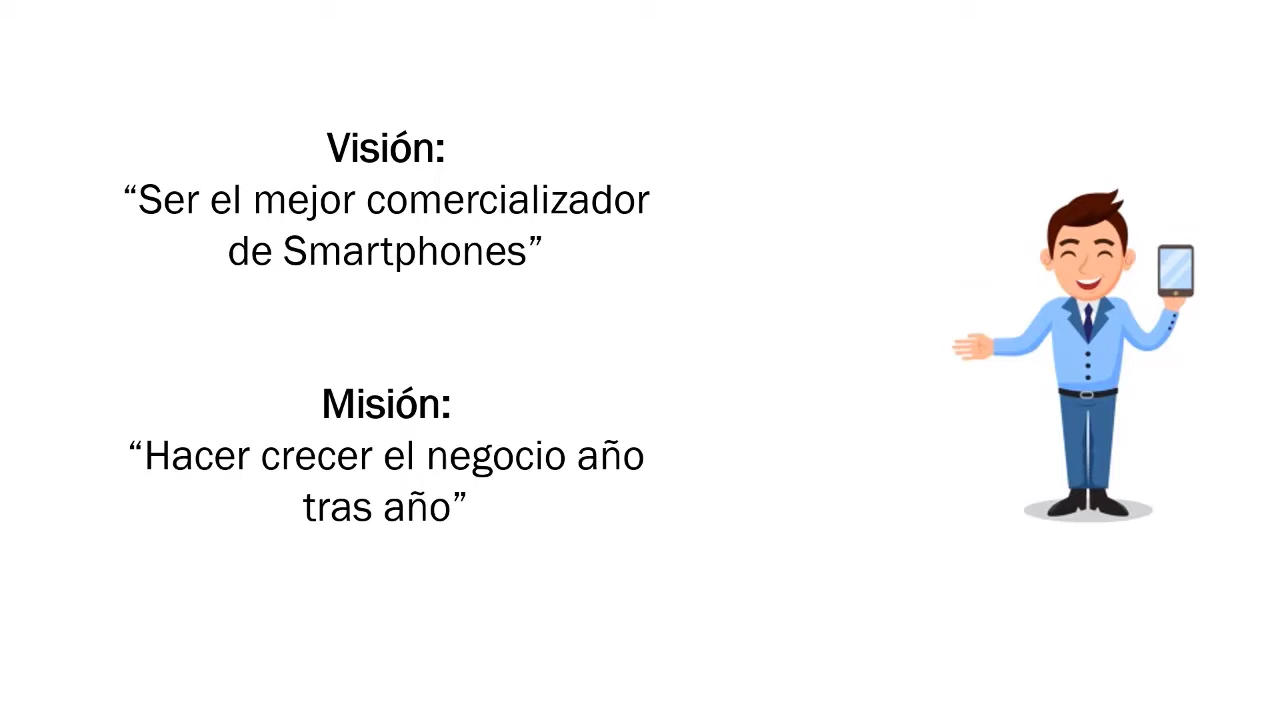 Visión:
“Ser el mejor comercializador
de Smartphones”
Misión:
“Hacer crecer el negocio año
tras año”